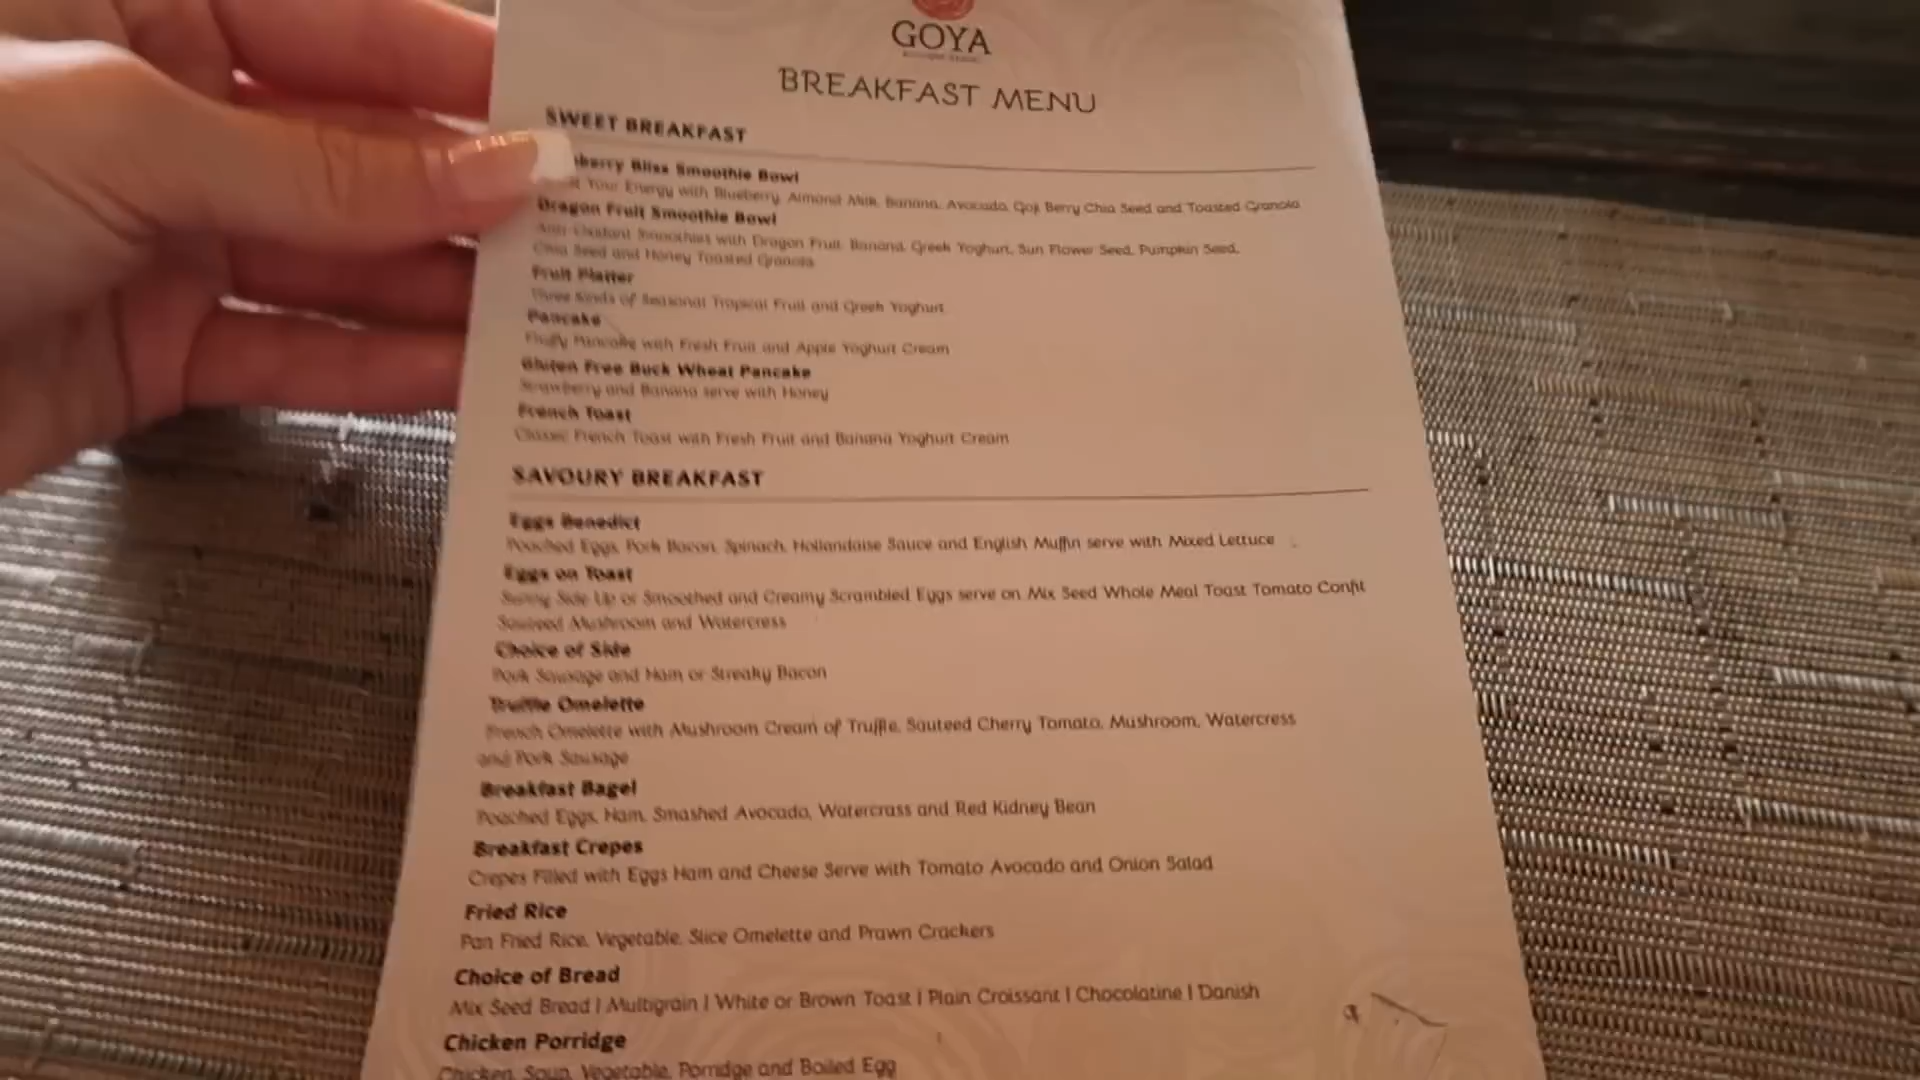 GOYA
BREAKFAST MENU
SWEET BREAKFAST
Bliss Smoothie Bowl
Your Energy with Blueberry, Almond Milk, Banana, Avocado, Goji Berry Chia Seed and Toasted Granola
Dragon Fruit Smoothie Bowl
Smoothies with Dragon Fruit, Banana, Greek Yoghurt, Sun Flower Seed, Pumpkin Seed,
Chia Seed and Honey Toasted Granola
Fruit Platter
Three Kinds of Seasonal Tropical Fruit and Greek Yoghurt
Pancake
Fluffy Pancake with Fresh Fruit and Apple Yoghurt Cream
Gluten Free Buck Wheat Pancake
Strawberry and Banana serve with Honey
French Toast
Classic French Toast with Fresh Fruit and Banana Yoghurt Cream
SAVOURY BREAKFAST
Eggs Benedict
Poached Eggs, Pork Bacon, Spinach, Hollandaise Sauce and English Muffin serve with Mixed Lettuce
Eggs on Toast
Sunny Side Up or Smoothed and Creamy Scrambled Eggs serve on Mix Seed Whole Meal Toast Tomato Confit
Sauteed Mushroom and Watercress
Choice of Side
Pork Sausage and Ham or Streaky Bacon
Truffle Omelette
French Omelette with Mushroom Cream of Truffle, Sauteed Cherry Tomato, Mushroom, Watercress
and Pork Sausage
Breakfast Bagel
Poached Eggs, Ham, Smashed Avocado, Watercrass and Red Kidney Bean
Breakfast Crepes
Crepes Filled with Eggs Ham and Cheese Serve with Tomato Avocado and Onion Salad
Fried Rice
Pan Fried Rice, Vegetable, Slice Omelette and Prawn Crackers
Choice of Bread
Mix Seed Bread | Multigrain | White or Brown Toast | Plain Croissant | Chocolatine | Danish
Chicken Porridge
Chicken, Soup, Vegetable, Porridge and Boiled Egg